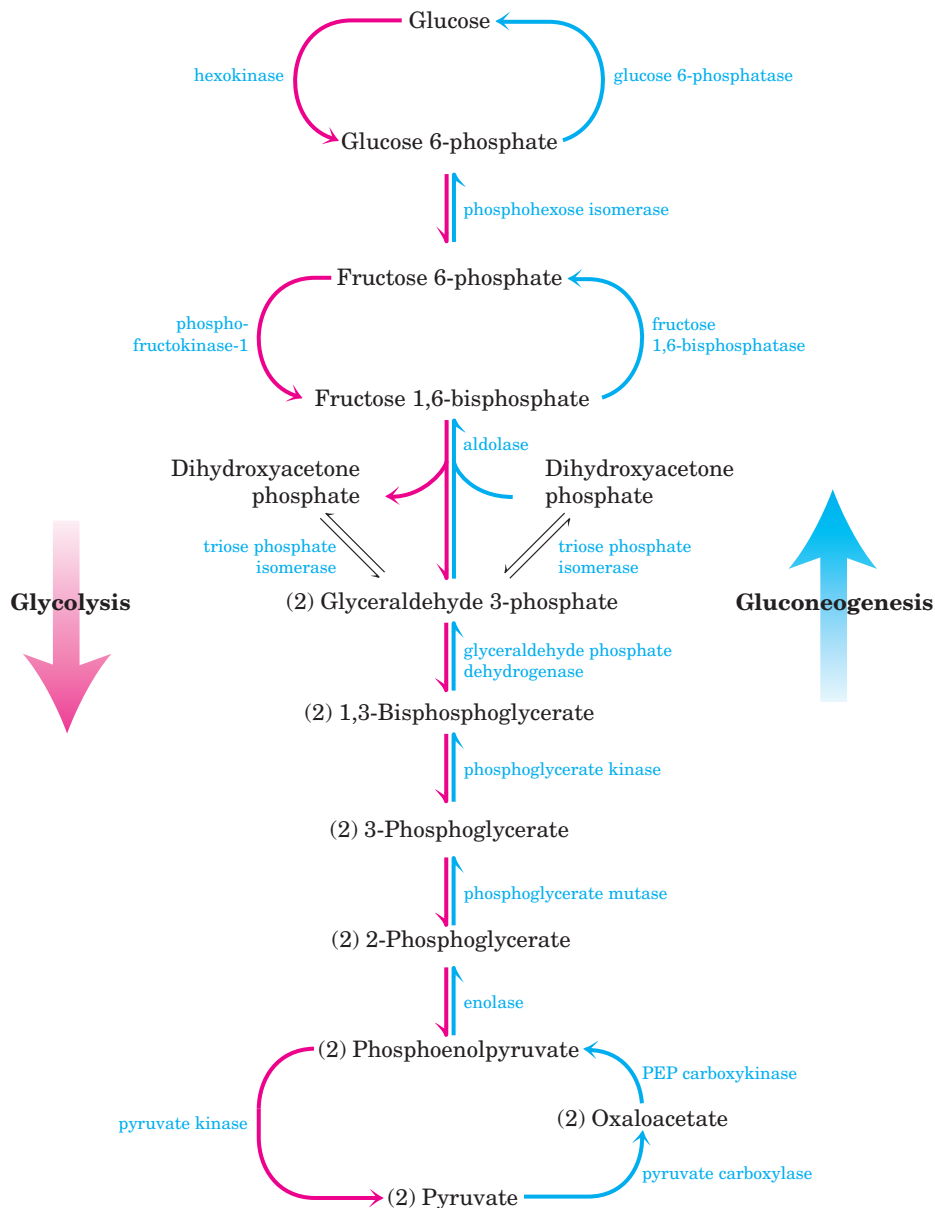 Glucose
hexokinase
glucose 6-phosphatase
Glucose 6-phosphate
phosphohexose isomerase
Fructose 6-phosphate
phospho-
fructokinase-1
fructose
1,6-bisphosphatase
Fructose 1,6-bisphosphate
aldolase
Dihydroxyacetone
phosphate
Dihydroxyacetone
phosphate
triose phosphate
isomerase
triose phosphate
isomerase
Glycolysis
(2) Glyceraldehyde 3-phosphate
Gluconeogenesis
glyceraldehyde phosphate
dehydrogenase
(2) 1,3-Bisphosphoglycerate
phosphoglycerate kinase
(2) 3-Phosphoglycerate
phosphoglycerate mutase
(2) 2-Phosphoglycerate
enolase
(2) Phosphoenolpyruvate
PEP carboxykinase
pyruvate kinase
(2) Oxaloacetate
pyruvate carboxylase
(2) Pyruvate